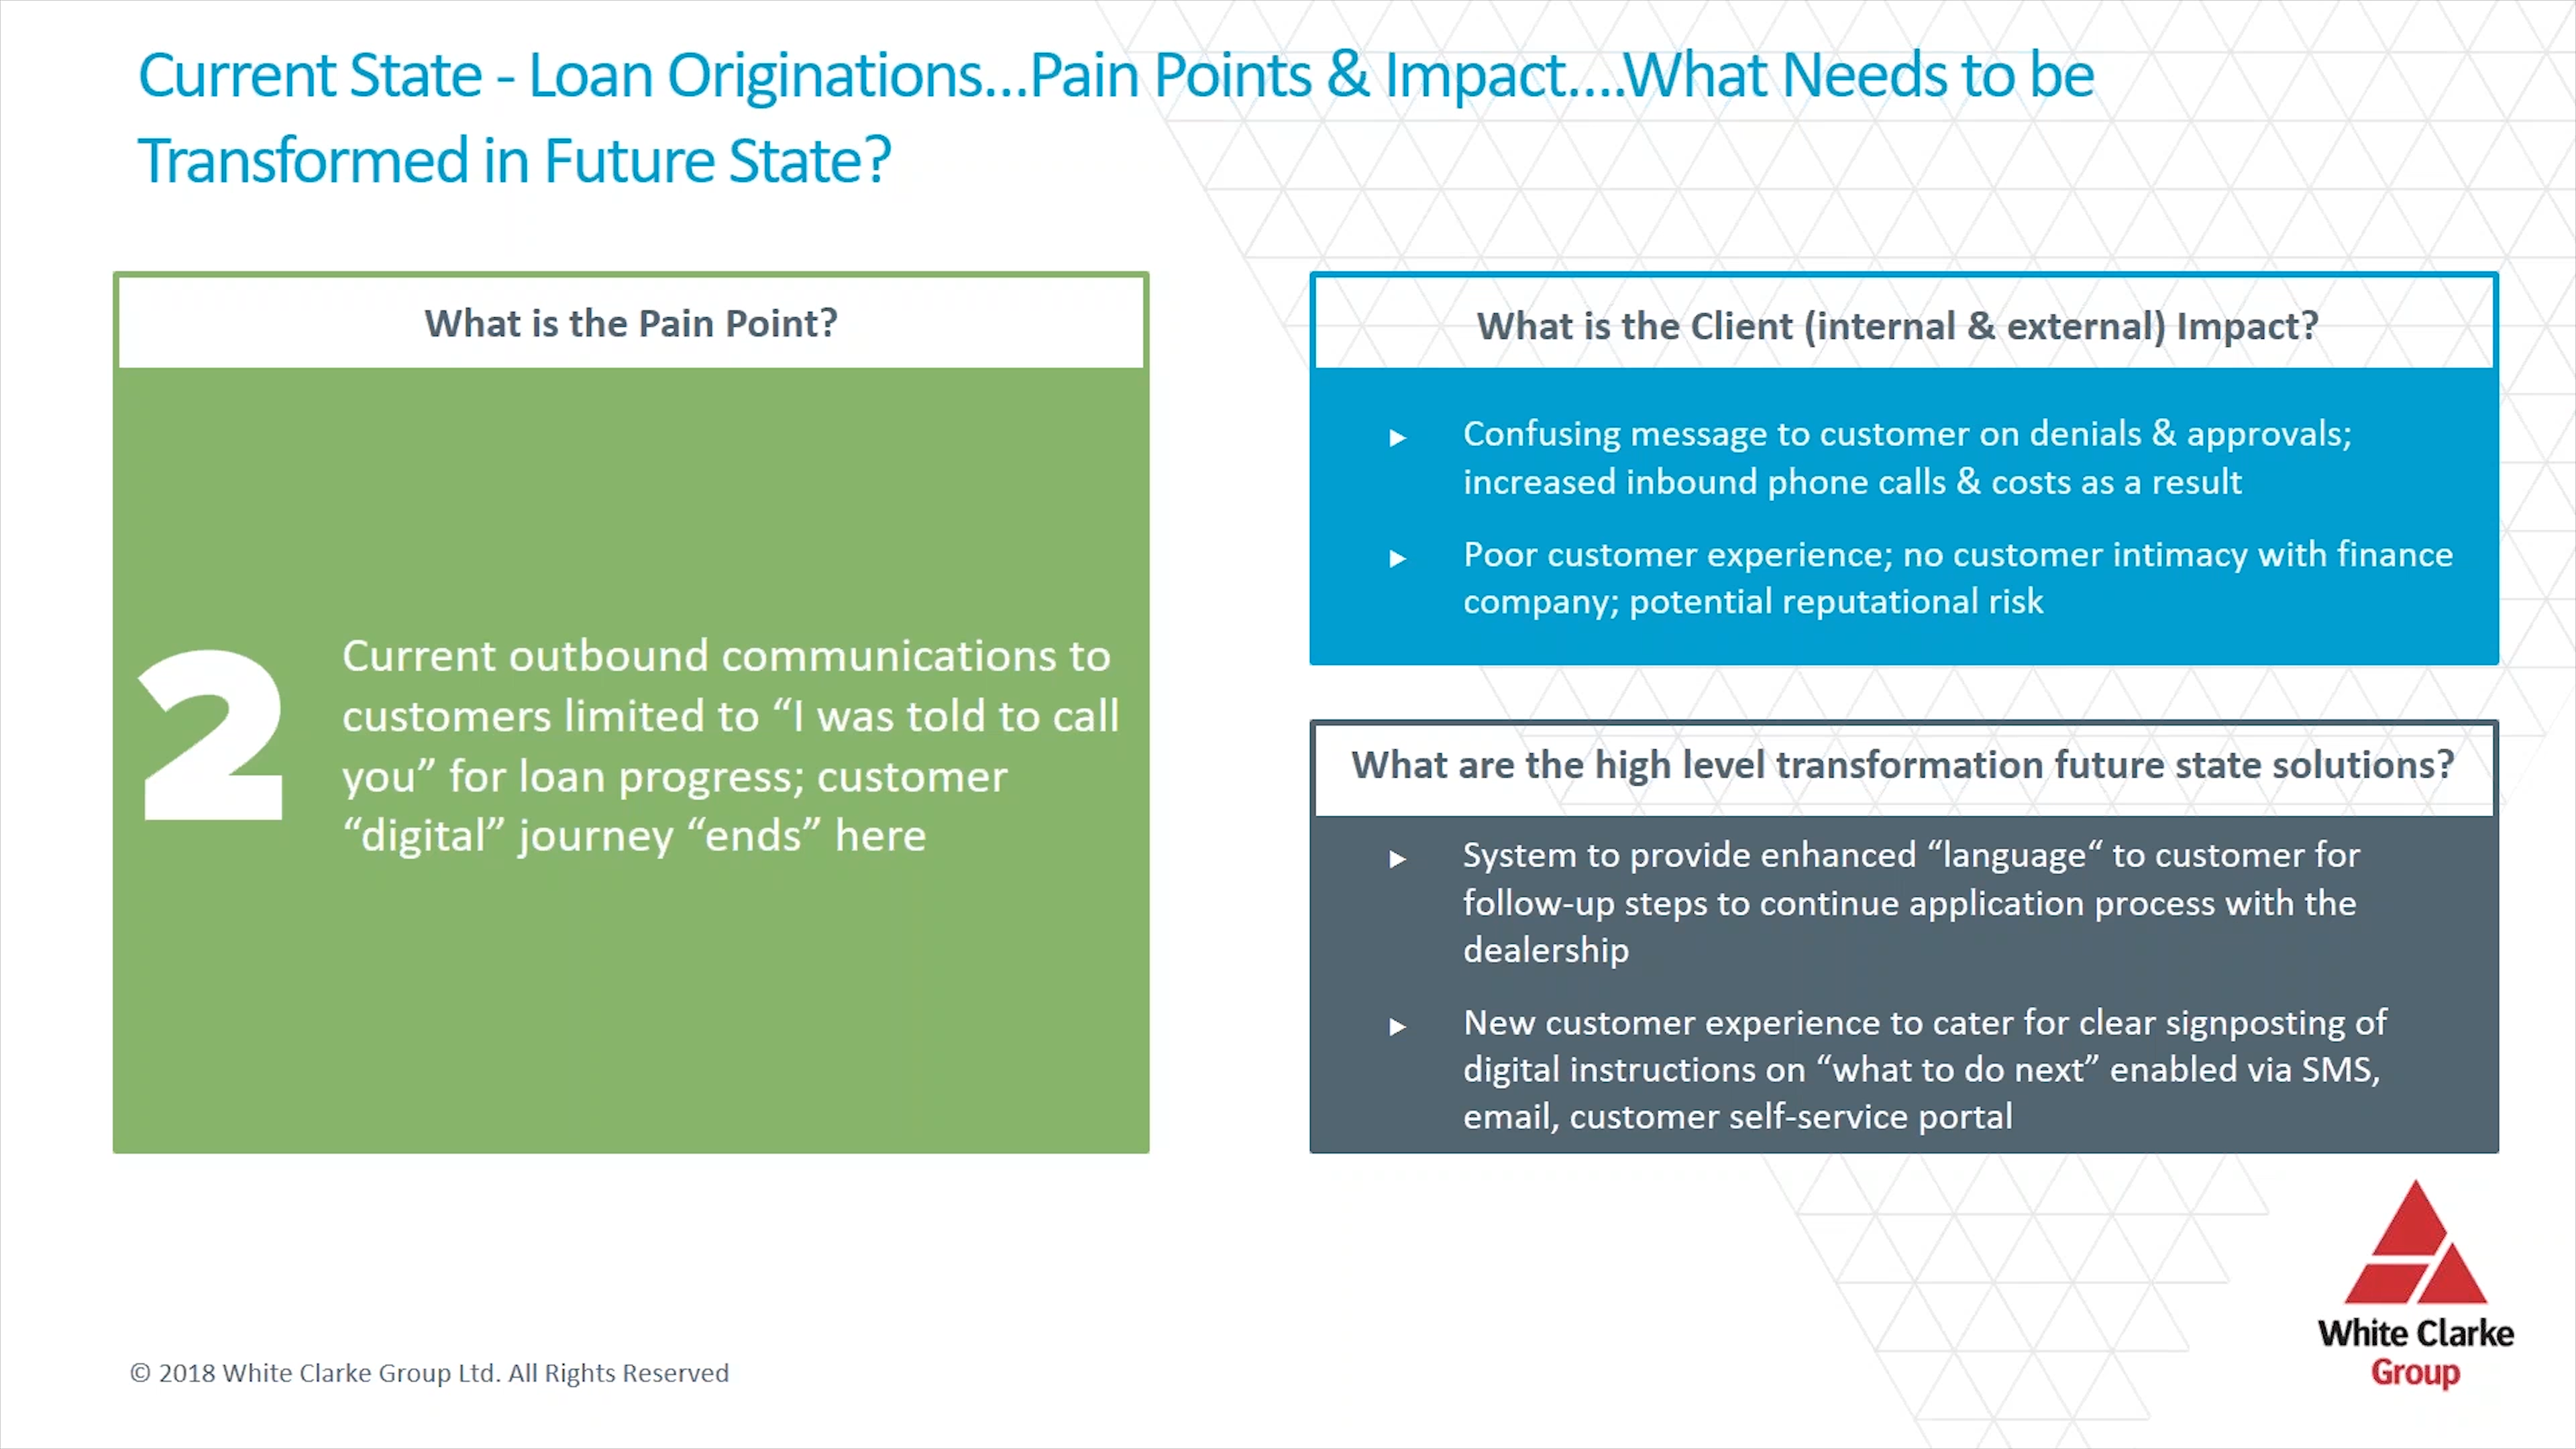 Current State - Loan Originations...Pain Points & Impact....What Needs to be
Transformed in Future State?
What is the Pain Point?
2
Current outbound communications to
customers limited to “I was told to call
you” for loan progress; customer
“digital” journey “ends” here
What is the Client (internal & external) Impact?
▶ Confusing message to customer on denials & approvals;
increased inbound phone calls & costs as a result
▶ Poor customer experience; no customer intimacy with finance
company; potential reputational risk
What are the high level transformation future state solutions?
▶ System to provide enhanced “language“ to customer for
follow-up steps to continue application process with the
dealership
▶ New customer experience to cater for clear signposting of
digital instructions on “what to do next” enabled via SMS,
email, customer self-service portal
White Clarke
Group
© 2018 White Clarke Group Ltd. All Rights Reserved